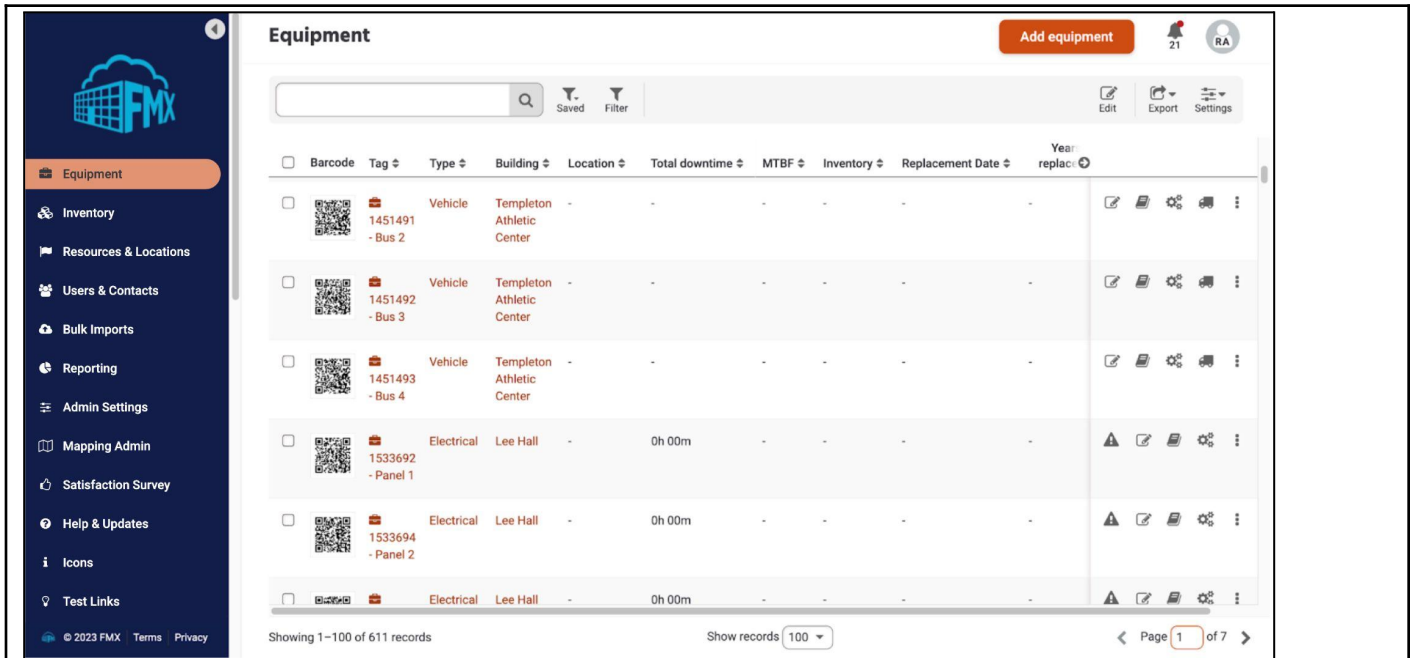 FMX
Equipment
Add equipment
21
RA
Saved
Filter
Edit
Export
Settings
Equipment
Inventory
Resources & Locations
Users & Contacts
Bulk Imports
Reporting
Admin Settings
Mapping Admin
Satisfaction Survey
Help & Updates
Icons
Test Links
© 2023 FMX Terms Privacy
Barcode Tag Type Building Location Total downtime MTBF Inventory Replacement Date Year replace
1451491 - Bus 2 Vehicle Templeton Athletic Center - - - - - -
1451492 - Bus 3 Vehicle Templeton Athletic Center - - - - - -
1451493 - Bus 4 Vehicle Templeton Athletic Center - - - - - -
1533692 - Panel 1 Electrical Lee Hall - 0h 00m - - - -
1533694 - Panel 2 Electrical Lee Hall - 0h 00m - - - -
Electrical Lee Hall - 0h 00m - - - -
Showing 1–100 of 611 records
Show records 100
Page 1 of 7